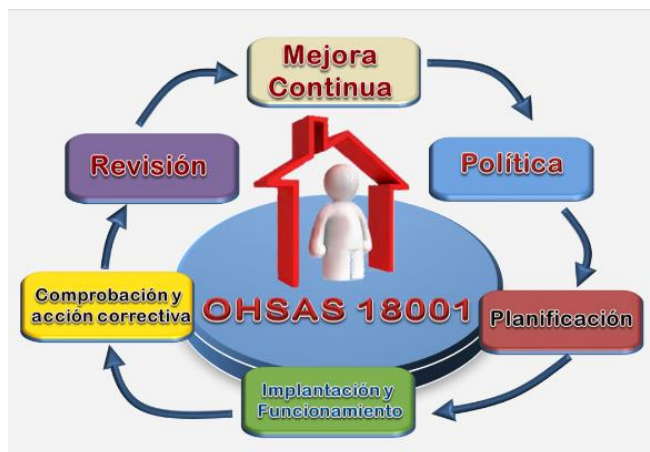 Mejora
Continua
Política
Planificación
Implantación y
Funcionamiento
Comprobación y
acción correctiva
Revisión
OHSAS 18001